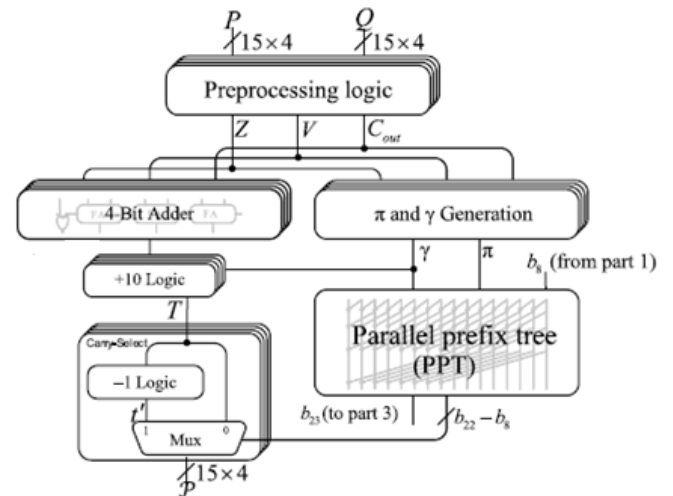 P Q
15×4 15×4
Preprocessing logic
Z V C_out
4-Bit Adder
FA FA
π and γ Generation
γ π b_8 (from part 1)
+10 Logic
T
Parallel prefix tree
(PPT)
Carry-Select
−1 Logic
t'
1 0
Mux
b_23 (to part 3) b_22 − b_8
15×4
P